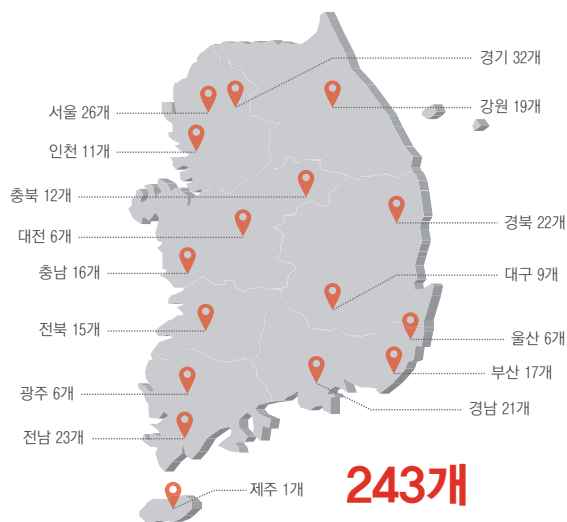 경기 32개
서울 26개
강원 19개
인천 11개
충북 12개
경북 22개
대전 6개
충남 16개
대구 9개
전북 15개
울산 6개
부산 17개
광주 6개
경남 21개
전남 23개
제주 1개
243개